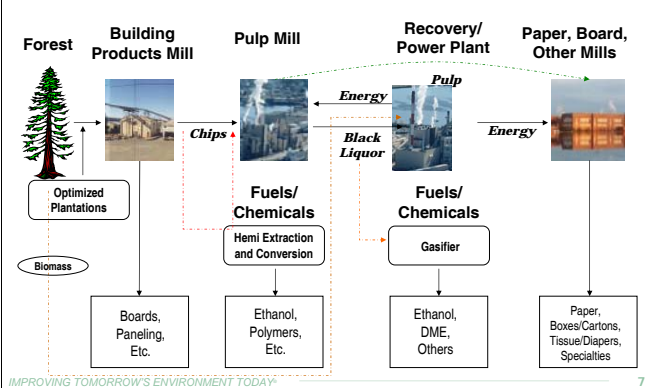 Forest
Building
Products Mill
Pulp Mill
Recovery/
Power Plant
Paper, Board,
Other Mills
Pulp
Energy
Chips
Black
Liquor
Energy
Optimized
Plantations
Fuels/
Chemicals
Fuels/
Chemicals
Hemi Extraction
and Conversion
Gasifier
Biomass
Boards,
Paneling,
Etc.
Ethanol,
Polymers,
Etc.
Ethanol,
DME,
Others
Paper,
Boxes/Cartons,
Tissue/Diapers,
Specialties
IMPROVING TOMORROW'S ENVIRONMENT TODAY
7